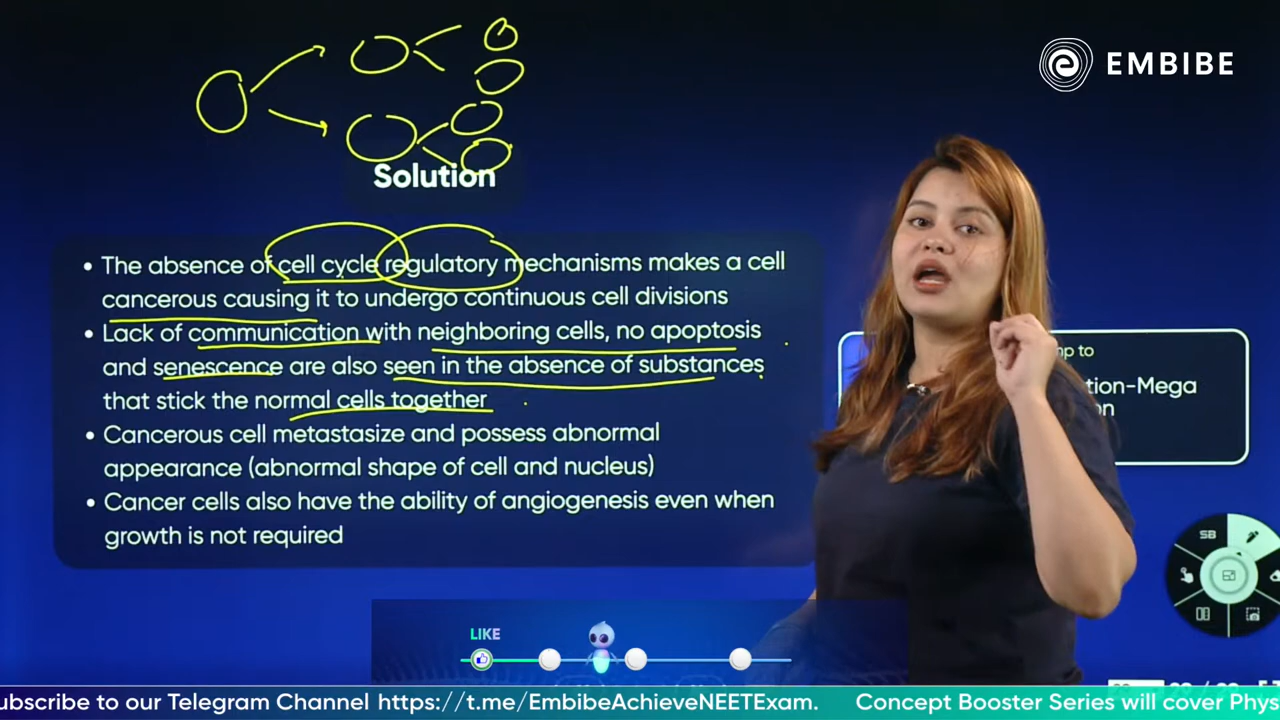 EMBIBE
Solution
• The absence of cell cycle regulatory mechanisms makes a cell
cancerous causing it to undergo continuous cell divisions
• Lack of communication with neighboring cells, no apoptosis
and senescence are also seen in the absence of substances
that stick the normal cells together
• Cancerous cell metastasize and possess abnormal
appearance (abnormal shape of cell and nucleus)
• Cancer cells also have the ability of angiogenesis even when
growth is not required
to
tion-Mega
SB
LIKE
ubscribe to our Telegram Channel https://t.me/EmbibeAchieveNEETExam. Concept Booster Series will cover Phys